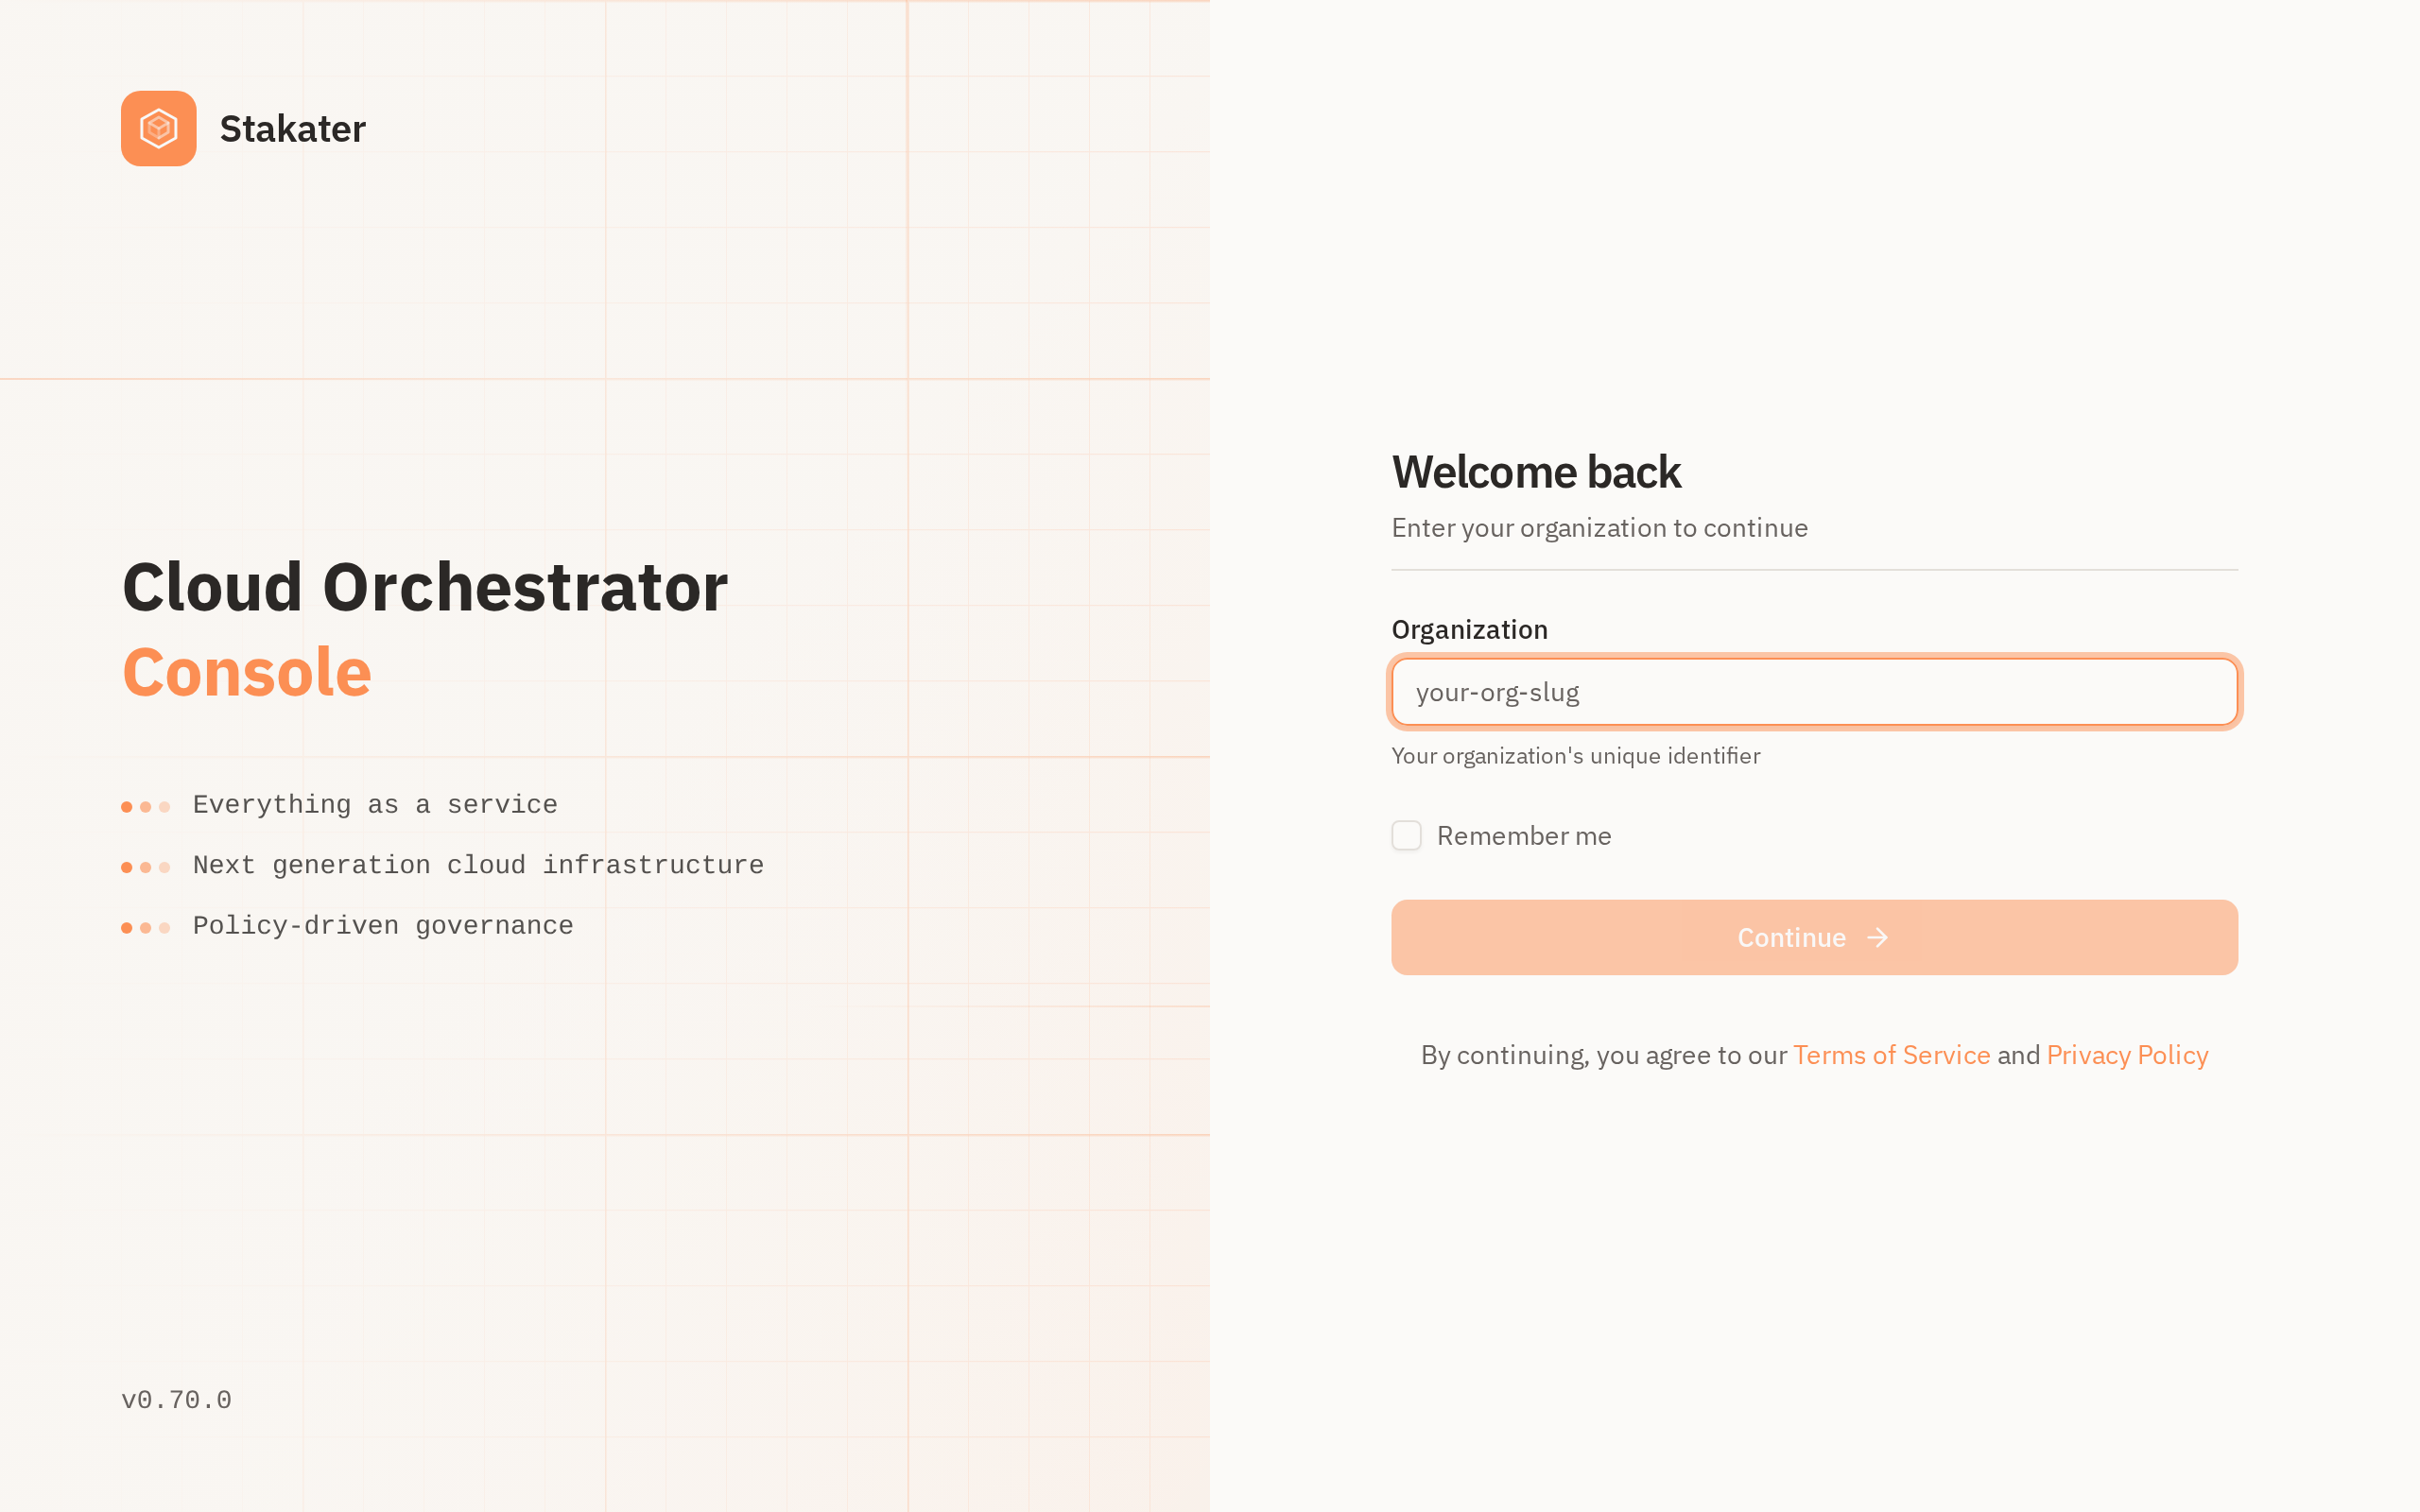 Stakater
Cloud Orchestrator
Console
Everything as a service
Next generation cloud infrastructure
Policy-driven governance
v0.70.0
Welcome back
Enter your organization to continue
Organization
your-org-slug
Your organization's unique identifier
Remember me
Continue →
By continuing, you agree to our Terms of Service and Privacy Policy